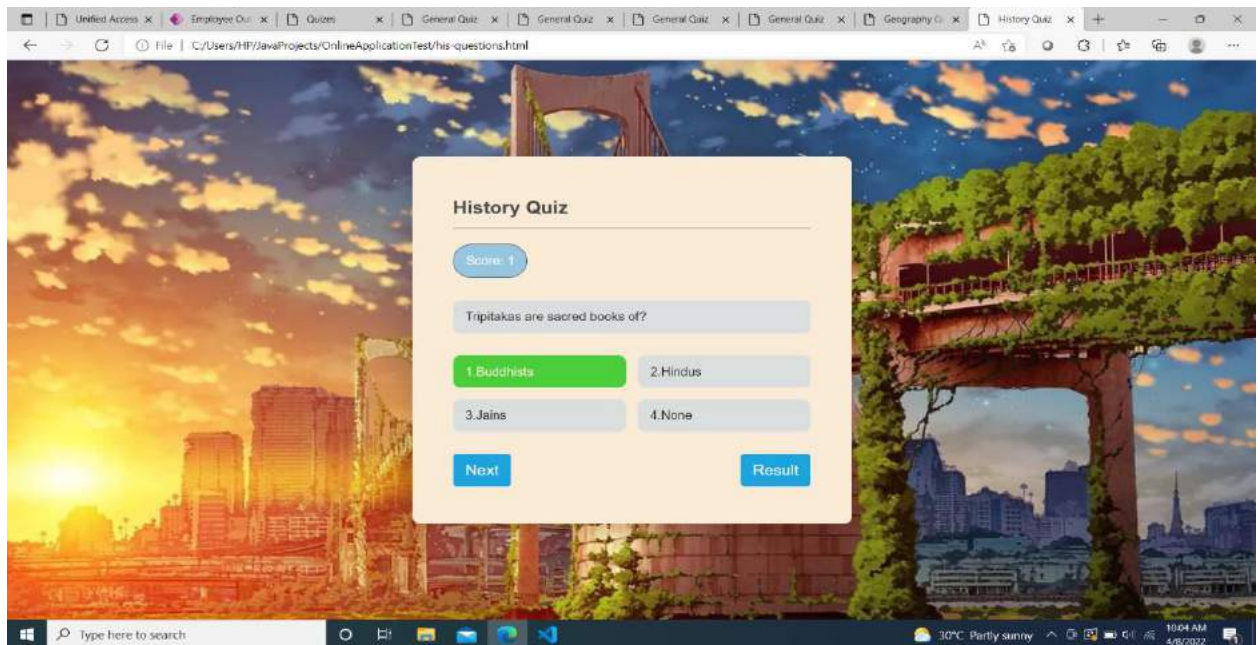 Unified Access
Employee Ou
Quizes
General Quiz
General Quiz
General Quiz
General Quiz
Geography
History Quiz
File | C:/Users/HP/JavaProjects/OnlineApplicationTest/his-questions.html
History Quiz
Score: 1
Tripitakas are sacred books of?
1.Buddhists
2.Hindus
3.Jains
4.None
Next
Result
Type here to search
30°C Partly sunny
10:04 AM
4/8/2022